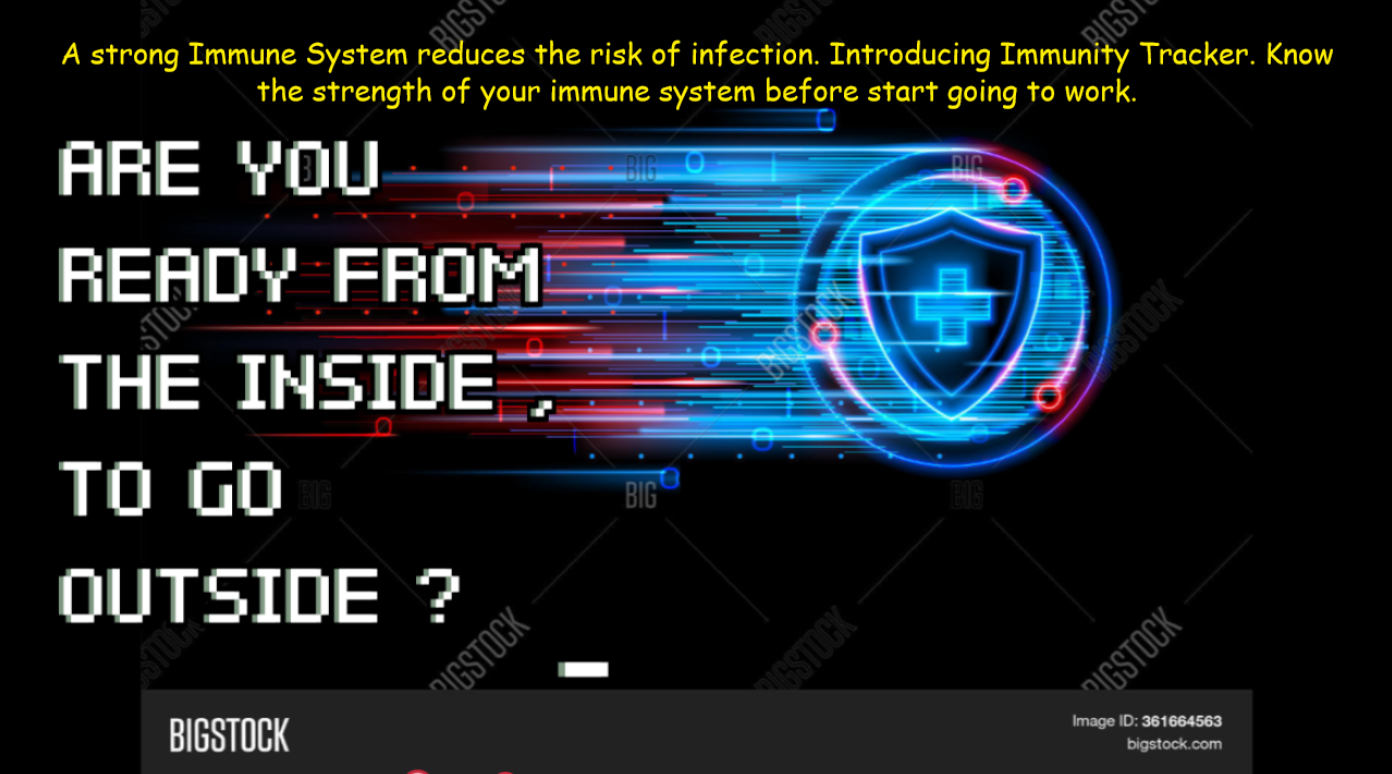 A strong Immune System reduces the risk of infection. Introducing Immunity Tracker. Know
the strength of your immune system before start going to work.
ARE YOU
READY FROM
THE INSIDE ,
TO GO
OUTSIDE ?
BIGSTOCK
Image ID: 361664563
bigstock.com